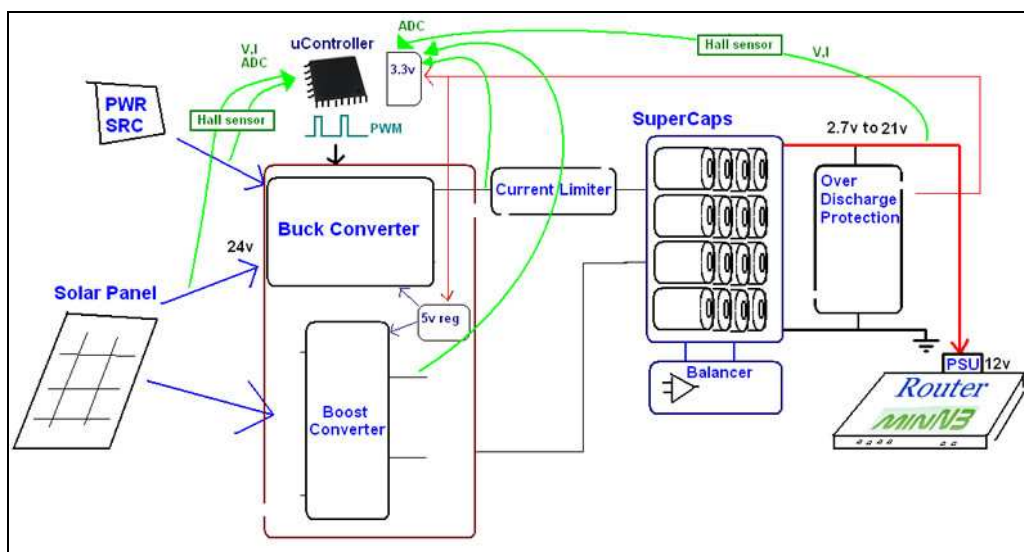 ADC
uController
V.I
ADC
3.3v
Hall sensor
V.I
PWR
SRC
Hall sensor
PWM
SuperCaps
2.7v to 21v
Current Limiter
Over
Discharge
Protection
Buck Converter
24v
Solar Panel
5v reg
Balancer
PSU
12v
Router
MINN3
Boost
Converter